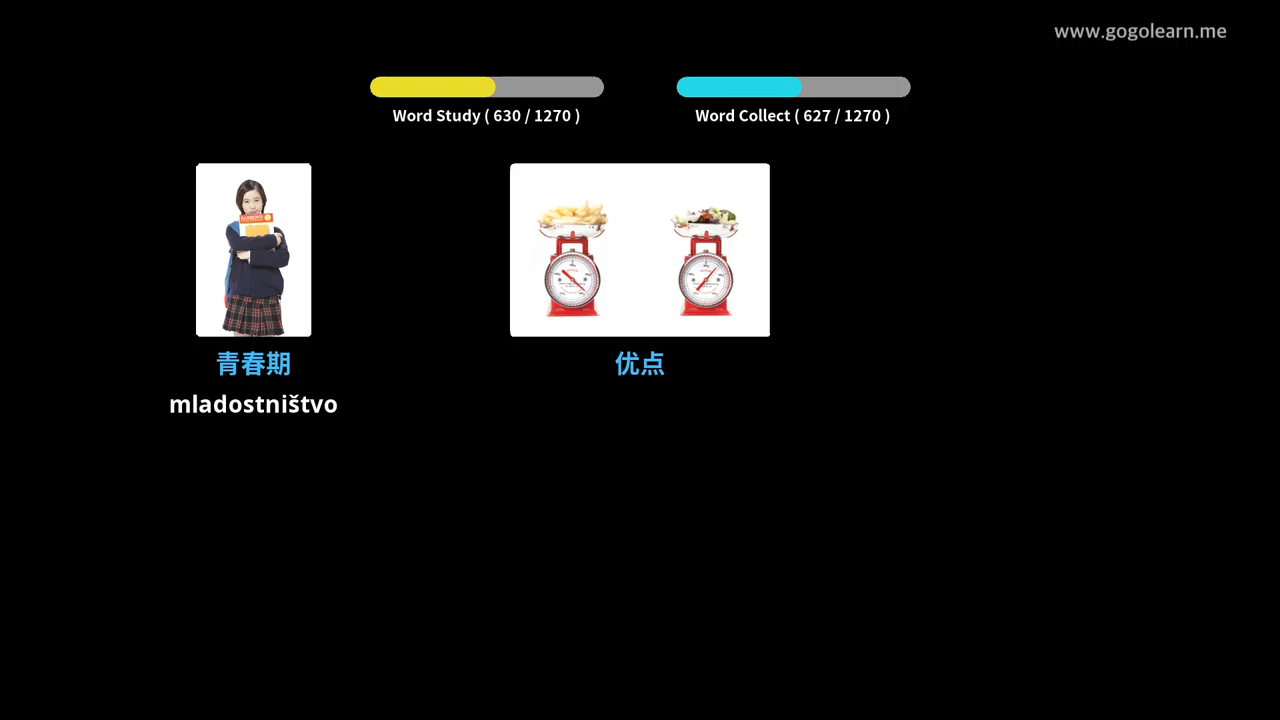 www.gogolearn.me
Word Study ( 630 / 1270 )
Word Collect ( 627 / 1270 )
青春期
优点
mladostništvo